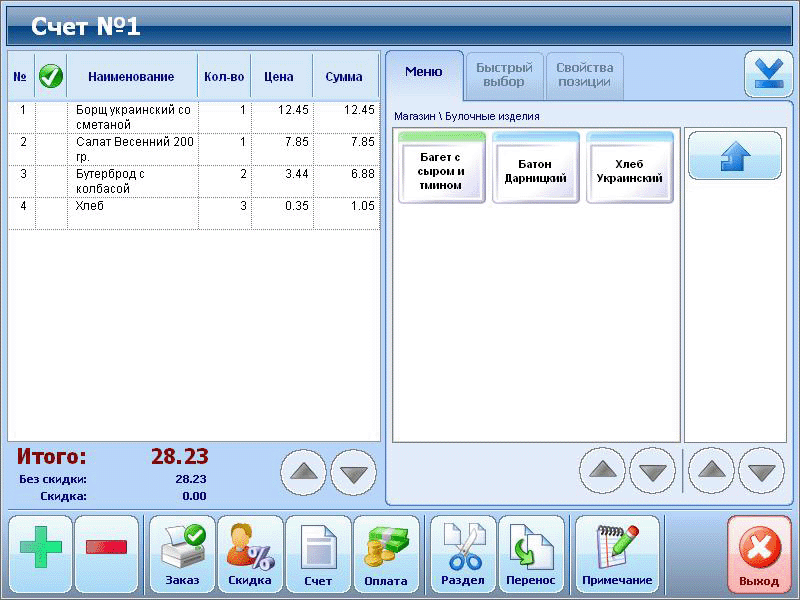 Счет №1
№ Наименование Кол-во Цена Сумма
1 Борщ украинский со сметаной 1 12.45 12.45
2 Салат Весенний 200 гр. 1 7.85 7.85
3 Бутерброд с колбасой 2 3.44 6.88
4 Хлеб 3 0.35 1.05
Итого: 28.23
Без скидки: 28.23
Скидка: 0.00
Меню
Быстрый выбор
Свойства позиции
Магазин \ Булочные изделия
Багет с сыром и тмином
Батон Дарницкий
Хлеб Украинский
Заказ
Скидка
Счет
Оплата
Раздел
Перенос
Примечание
Выход